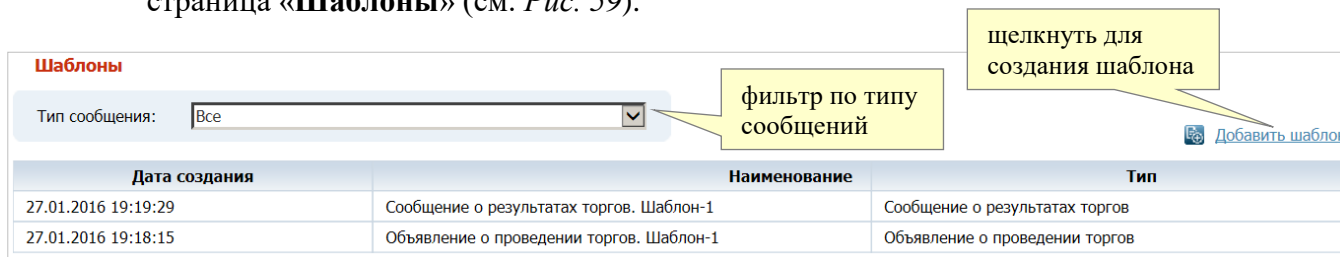 страница «Шаблоны» (см. Рис. 59).
щелкнуть для
создания шаблона
Шаблоны
фильтр по типу
сообщений
Тип сообщения: Все
Добавить шабло
Дата создания Наименование Тип
27.01.2016 19:19:29 Сообщение о результатах торгов. Шаблон-1 Сообщение о результатах торгов
27.01.2016 19:18:15 Объявление о проведении торгов. Шаблон-1 Объявление о проведении торгов